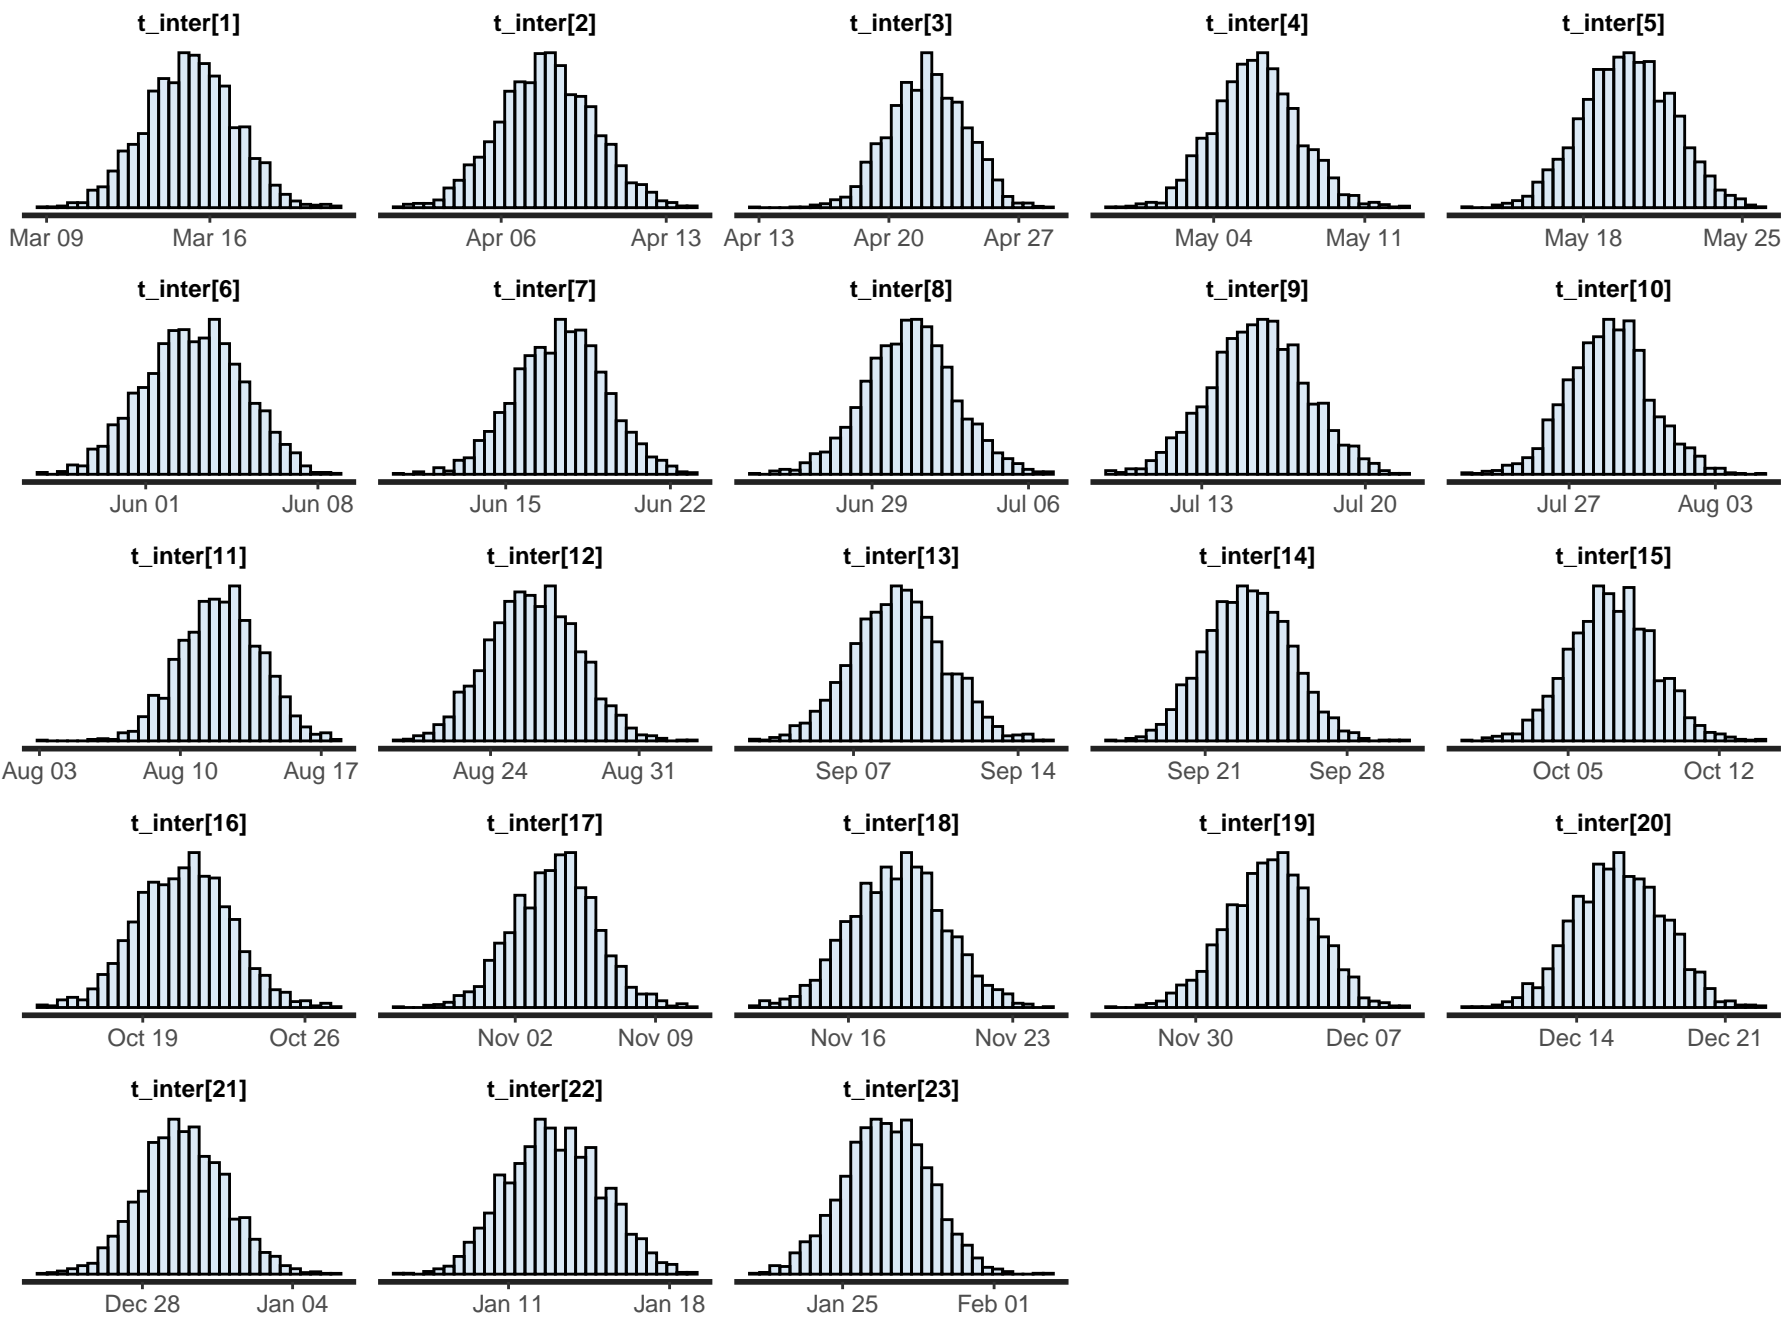 t_inter[1] t_inter[2] t_inter[3] t_inter[4] t_inter[5]
Mar 09 Mar 16 Apr 06 Apr 13 Apr 13 Apr 20 Apr 27 May 04 May 11 May 18 May 25
t_inter[6] t_inter[7] t_inter[8] t_inter[9] t_inter[10]
Jun 01 Jun 08 Jun 15 Jun 22 Jun 29 Jul 06 Jul 13 Jul 20 Jul 27 Aug 03
t_inter[11] t_inter[12] t_inter[13] t_inter[14] t_inter[15]
Aug 03 Aug 10 Aug 17 Aug 24 Aug 31 Sep 07 Sep 14 Sep 21 Sep 28 Oct 05 Oct 12
t_inter[16] t_inter[17] t_inter[18] t_inter[19] t_inter[20]
Oct 19 Oct 26 Nov 02 Nov 09 Nov 16 Nov 23 Nov 30 Dec 07 Dec 14 Dec 21
t_inter[21] t_inter[22] t_inter[23]
Dec 28 Jan 04 Jan 11 Jan 18 Jan 25 Feb 01